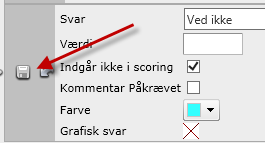 Svar Ved ikke
Værdi
Indgår ikke i scoring
Kommentar Påkrævet
Farve
Grafisk svar